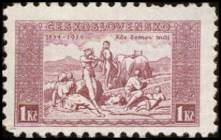 ČESKOSLOVENSKO
1834-1934 Kde domov můj
1 Kč 1 Kč